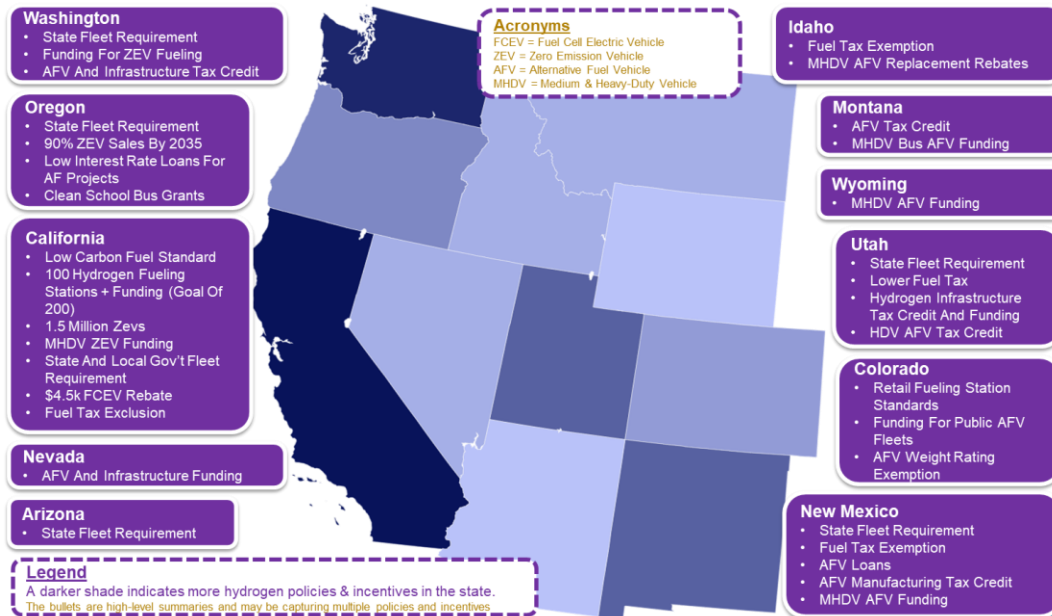 Washington
• State Fleet Requirement
• Funding For ZEV Fueling
• AFV And Infrastructure Tax Credit
Oregon
• State Fleet Requirement
• 90% ZEV Sales By 2035
• Low Interest Rate Loans For
AF Projects
• Clean School Bus Grants
California
• Low Carbon Fuel Standard
• 100 Hydrogen Fueling
Stations + Funding (Goal Of
200)
• 1.5 Million Zevs
• MHDV ZEV Funding
• State And Local Gov't Fleet
Requirement
• $4.5k FCEV Rebate
• Fuel Tax Exclusion
Nevada
• AFV And Infrastructure Funding
Arizona
• State Fleet Requirement
Acronyms
FCEV = Fuel Cell Electric Vehicle
ZEV = Zero Emission Vehicle
AFV = Alternative Fuel Vehicle
MHDV = Medium & Heavy-Duty Vehicle
Idaho
• Fuel Tax Exemption
• MHDV AFV Replacement Rebates
Montana
• AFV Tax Credit
• MHDV Bus AFV Funding
Wyoming
• MHDV AFV Funding
Utah
• State Fleet Requirement
• Lower Fuel Tax
• Hydrogen Infrastructure
Tax Credit And Funding
• HDV AFV Tax Credit
Colorado
• Retail Fueling Station
Standards
• Funding For Public AFV
Fleets
• AFV Weight Rating
Exemption
New Mexico
• State Fleet Requirement
• Fuel Tax Exemption
• AFV Loans
• AFV Manufacturing Tax Credit
• MHDV AFV Funding
Legend
A darker shade indicates more hydrogen policies & incentives in the state.
The bullets are high-level summaries and may be capturing multiple policies and incentives